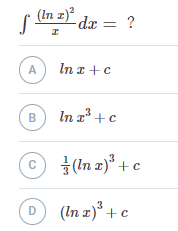 ∫ (ln x)²/x dx = ?
A ln x + c
B ln x³ + c
C 1/3 (ln x)³ + c
D (ln x)³ + c